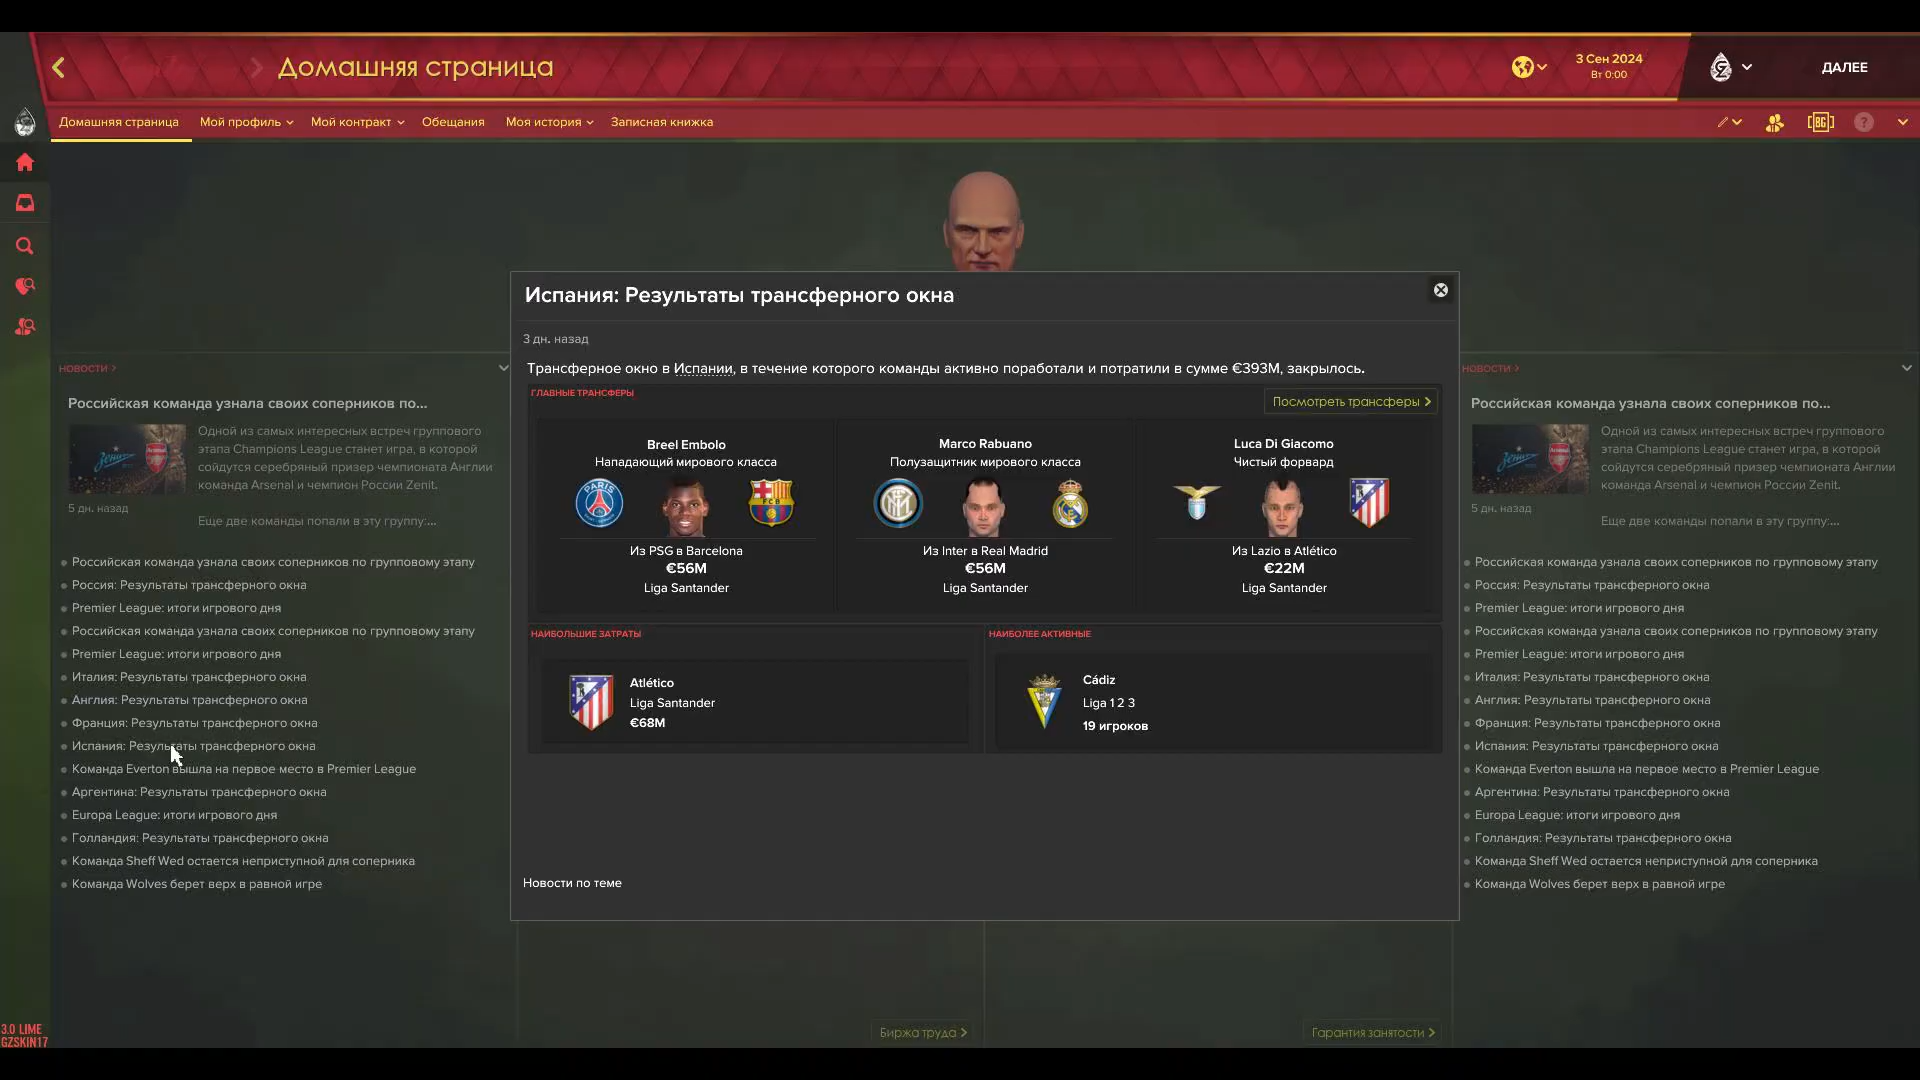 Домашняя страница
3 Сен 2024
Вт 0:00
ДАЛЕЕ
Домашняя страница
Мой профиль
Мой контракт
Обещания
Моя история
Записная книжка
НОВОСТИ >
Российская команда узнала своих соперников по...
Одной из самых интересных встреч группового
этапа Champions League станет игра, в которой
сойдутся серебряный призер чемпионата Англии
команда Arsenal и чемпион России Zenit.
5 дн. назад
Еще две команды попали в эту группу:...
Российская команда узнала своих соперников по групповому этапу
Россия: Результаты трансферного окна
Premier League: итоги игрового дня
Российская команда узнала своих соперников по групповому этапу
Premier League: итоги игрового дня
Италия: Результаты трансферного окна
Англия: Результаты трансферного окна
Франция: Результаты трансферного окна
Испания: Результаты трансферного окна
Команда Everton вышла на первое место в Premier League
Аргентина: Результаты трансферного окна
Europa League: итоги игрового дня
Голландия: Результаты трансферного окна
Команда Sheff Wed остается неприступной для соперника
Команда Wolves берет верх в равной игре
Испания: Результаты трансферного окна
3 дн. назад
Трансферное окно в Испании, в течение которого команды активно поработали и потратили в сумме €393M, закрылось.
ГЛАВНЫЕ ТРАНСФЕРЫ
Посмотреть трансферы >
Breel Embolo
Нападающий мирового класса
Из PSG в Barcelona
€56M
Liga Santander
Marco Rabuano
Полузащитник мирового класса
Из Inter в Real Madrid
€56M
Liga Santander
Luca Di Giacomo
Чистый форвард
Из Lazio в Atlético
€22M
Liga Santander
НАИБОЛЬШИЕ ЗАТРАТЫ
Atlético
Liga Santander
€68M
НАИБОЛЕЕ АКТИВНЫЕ
Cádiz
Liga 1 2 3
19 игроков
Новости по теме
НОВОСТИ >
Российская команда узнала своих соперников по...
Одной из самых интересных встреч группового
этапа Champions League станет игра, в которой
сойдутся серебряный призер чемпионата Англии
команда Arsenal и чемпион России Zenit.
5 дн. назад
Еще две команды попали в эту группу:...
Российская команда узнала своих соперников по групповому этапу
Россия: Результаты трансферного окна
Premier League: итоги игрового дня
Российская команда узнала своих соперников по групповому этапу
Premier League: итоги игрового дня
Италия: Результаты трансферного окна
Англия: Результаты трансферного окна
Франция: Результаты трансферного окна
Испания: Результаты трансферного окна
Команда Everton вышла на первое место в Premier League
Аргентина: Результаты трансферного окна
Europa League: итоги игрового дня
Голландия: Результаты трансферного окна
Команда Sheff Wed остается неприступной для соперника
Команда Wolves берет верх в равной игре
Биржа труда >
Гарантия занятости >
3.0 LIME
GZSKIN17